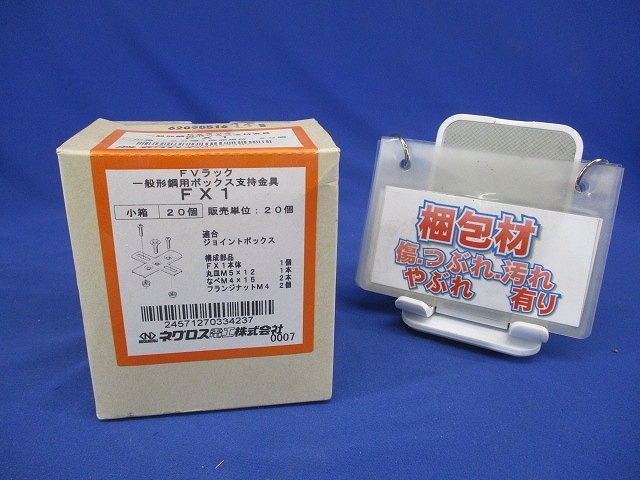 62090516
FVラック
一般形鋼用ボックス支持金具
FX1
小箱 20個 販売単位:20個
適合
ジョイントボックス
構成部品
FX1本体 1個
丸皿M5×12 1本
なべM4×15 2本
フランジナットM4 2個
24571270334237
ネグロス電工株式会社
0007
梱包材
傷・つぶれ・汚れ
やぶれ 有り